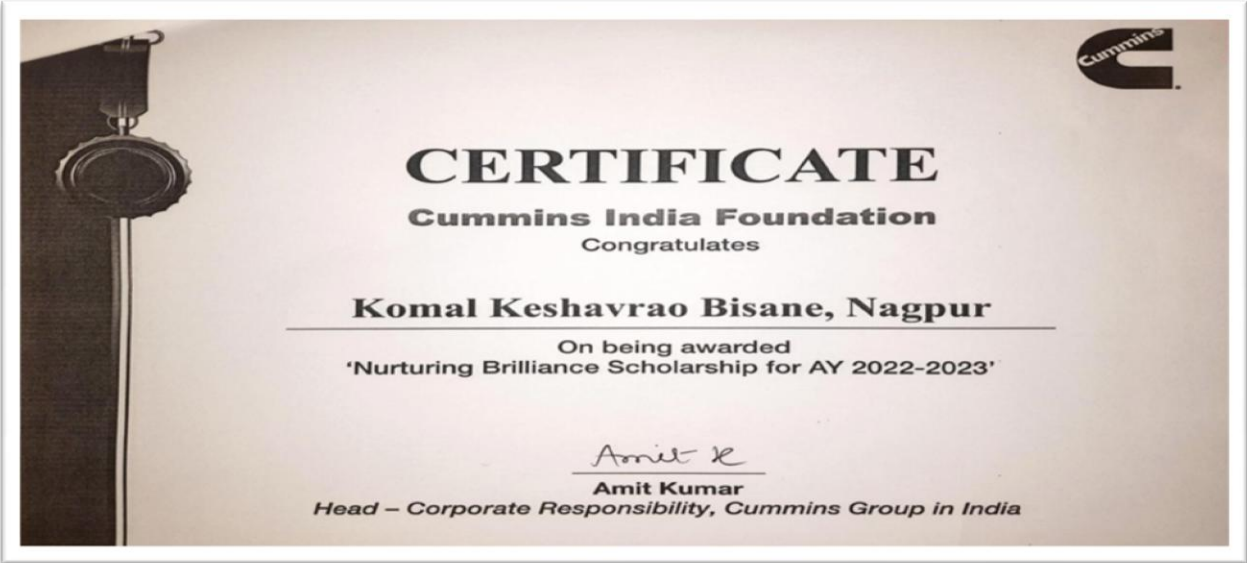 Cummins
CERTIFICATE
Cummins India Foundation
Congratulates
Komal Keshavrao Bisane, Nagpur
On being awarded
‘Nurturing Brilliance Scholarship for AY 2022-2023’
Amit K
Amit Kumar
Head – Corporate Responsibility, Cummins Group in India